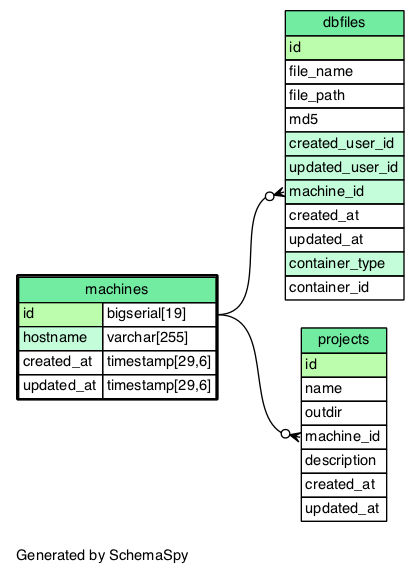 dbfiles
id
file_name
file_path
md5
created_user_id
updated_user_id
machine_id
created_at
updated_at
container_type
container_id
machines
id bigserial[19]
hostname varchar[255]
created_at timestamp[29,6]
updated_at timestamp[29,6]
projects
id
name
outdir
machine_id
description
created_at
updated_at
Generated by SchemaSpy